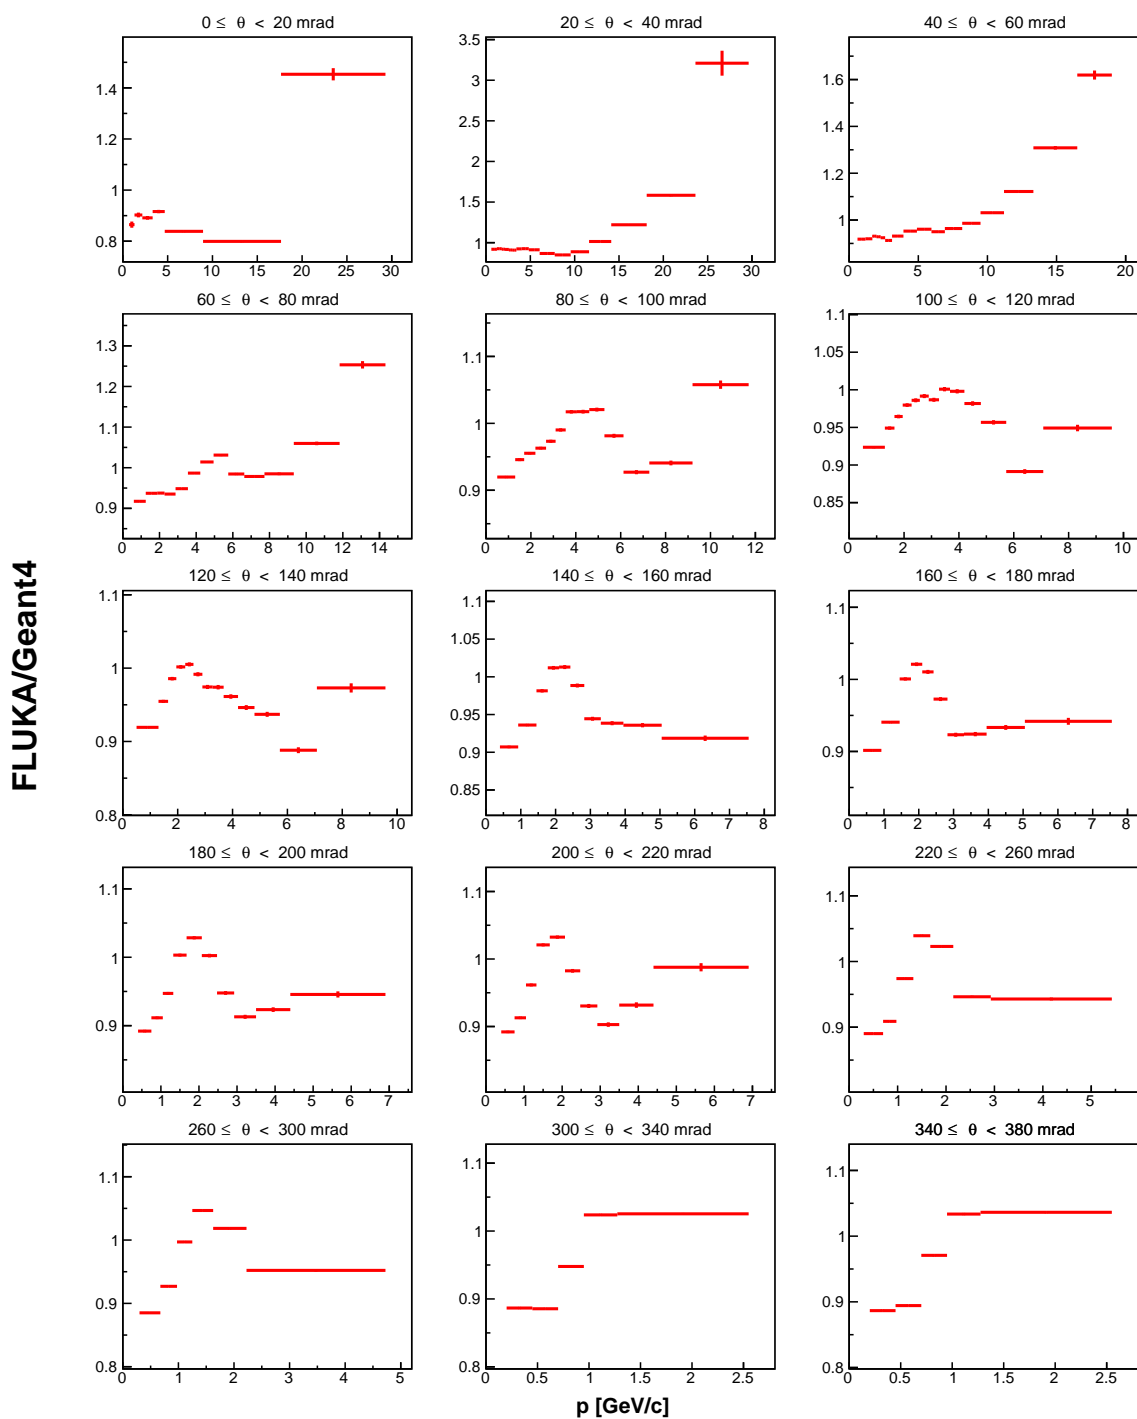 FLUKA/Geant4
0 ≤ θ < 20 mrad
1.4
1.2
1
0.8
0 5 10 15 20 25 30
20 ≤ θ < 40 mrad
3.5
3
2.5
2
1.5
1
0 5 10 15 20 25 30
40 ≤ θ < 60 mrad
1.6
1.4
1.2
1
0 5 10 15 20
60 ≤ θ < 80 mrad
1.3
1.2
1.1
1
0.9
0 2 4 6 8 10 12 14
80 ≤ θ < 100 mrad
1.1
1
0.9
0 2 4 6 8 10 12
100 ≤ θ < 120 mrad
1.1
1.05
1
0.95
0.9
0.85
0 2 4 6 8 10
120 ≤ θ < 140 mrad
1.1
1
0.9
0.8
0 2 4 6 8 10
140 ≤ θ < 160 mrad
1.1
1.05
1
0.95
0.9
0.85
0 1 2 3 4 5 6 7 8
160 ≤ θ < 180 mrad
1.1
1
0.9
0 1 2 3 4 5 6 7 8
180 ≤ θ < 200 mrad
1.1
1
0.9
0 1 2 3 4 5 6 7
200 ≤ θ < 220 mrad
1.1
1
0.9
0 1 2 3 4 5 6 7
220 ≤ θ < 260 mrad
1.1
1
0.9
0 1 2 3 4 5
260 ≤ θ < 300 mrad
1.1
1
0.9
0.8
0 1 2 3 4 5
300 ≤ θ < 340 mrad
1.1
1
0.9
0.8
0 0.5 1 1.5 2 2.5
340 ≤ θ < 380 mrad
1.1
1
0.9
0.8
0 0.5 1 1.5 2 2.5
p [GeV/c]